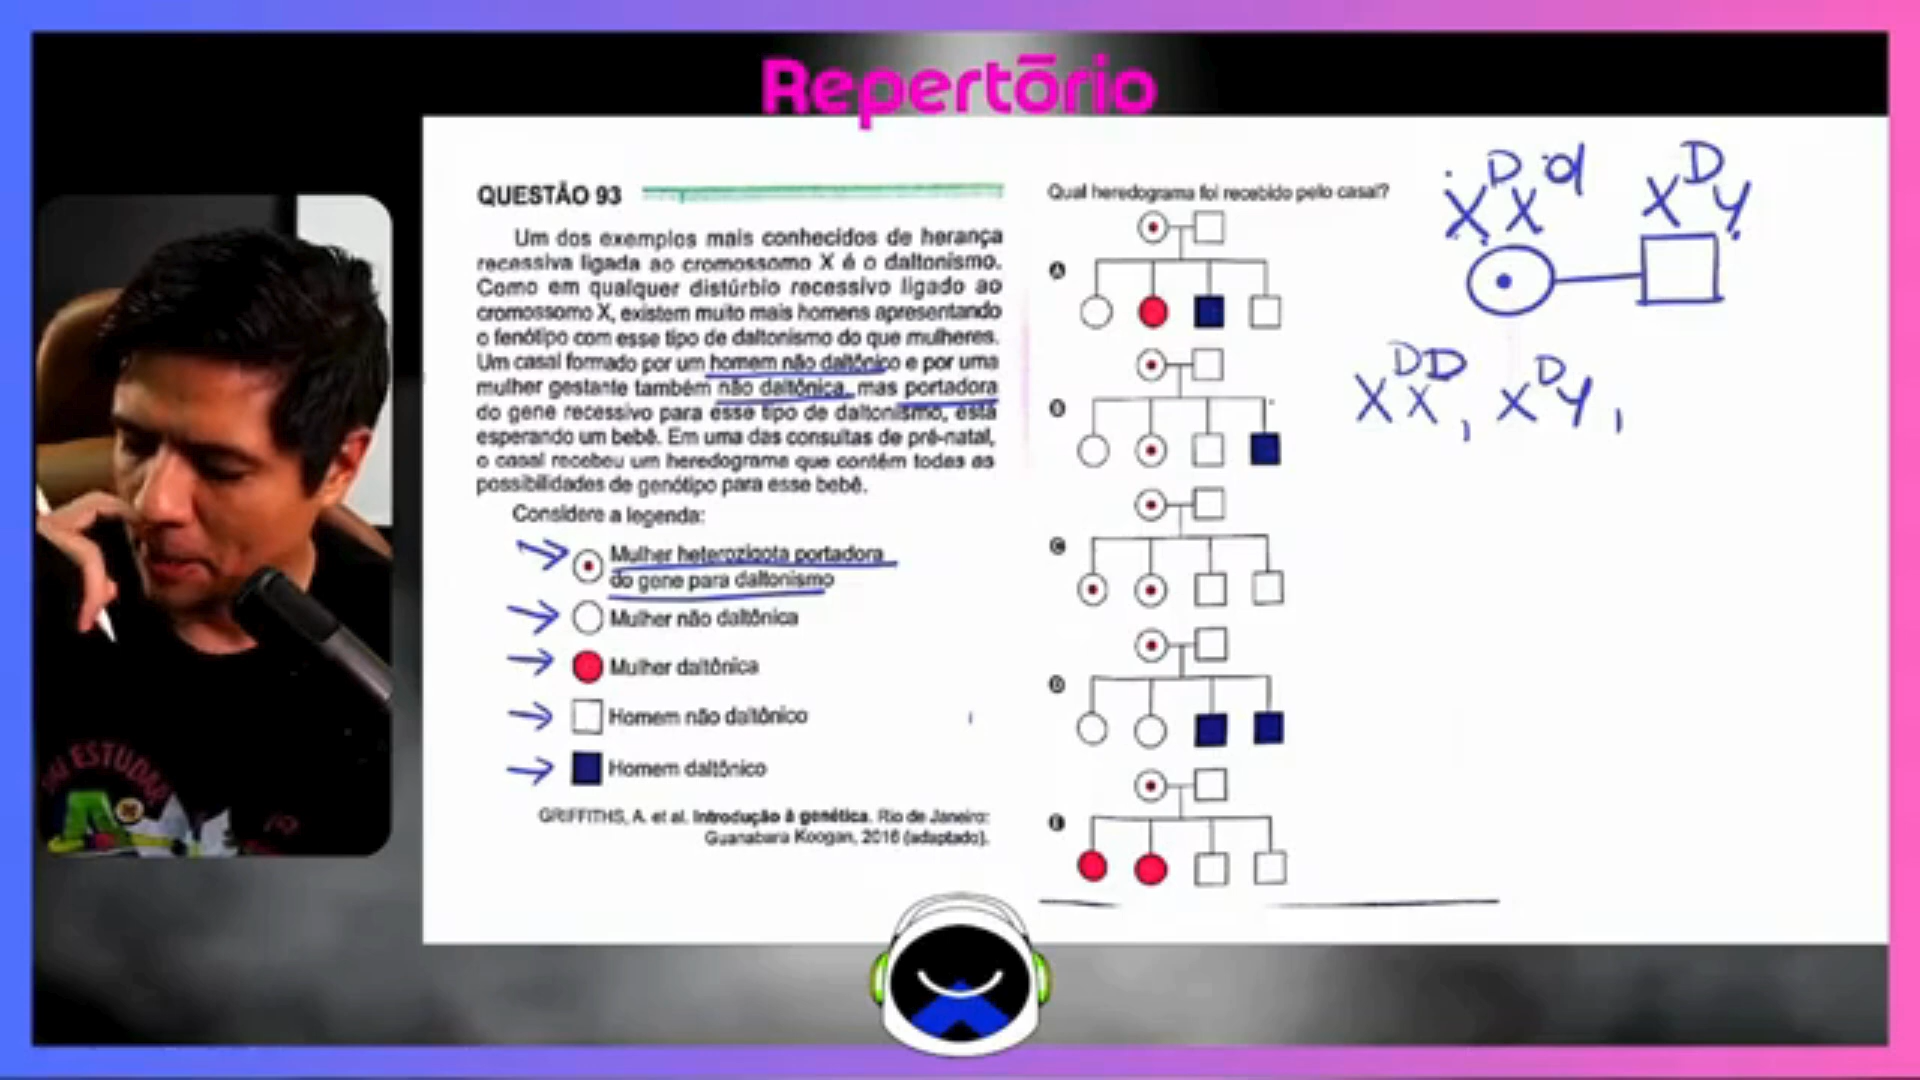 Repertório
QUESTÃO 93
Um dos exemplos mais conhecidos de herança
recessiva ligada ao cromossomo X é o daltonismo.
Como em qualquer distúrbio recessivo ligado ao
cromossomo X, existem muito mais homens apresentando
o fenótipo com esse tipo de daltonismo do que mulheres.
Um casal formado por um homem não daltônico e por uma
mulher gestante também não daltônica, mas portadora
do gene recessivo para esse tipo de daltonismo, está
esperando um bebê. Em uma das consultas de pré-natal,
o casal recebeu um heredograma que contém todas as
possibilidades de genótipo para esse bebê.
Considere a legenda:
Mulher heterozigota portadora
do gene para daltonismo
Mulher não daltônica
Mulher daltônica
Homem não daltônico
Homem daltônico
GRIFFITHS, A. et al. Introdução à genética. Rio de Janeiro:
Guanabara Koogan, 2016 (adaptado).
Qual heredograma foi recebido pelo casal?
A
B
C
D
E
X^D X^d X^D Y
X^D X^D, X^D Y,
AI ESTUDAR